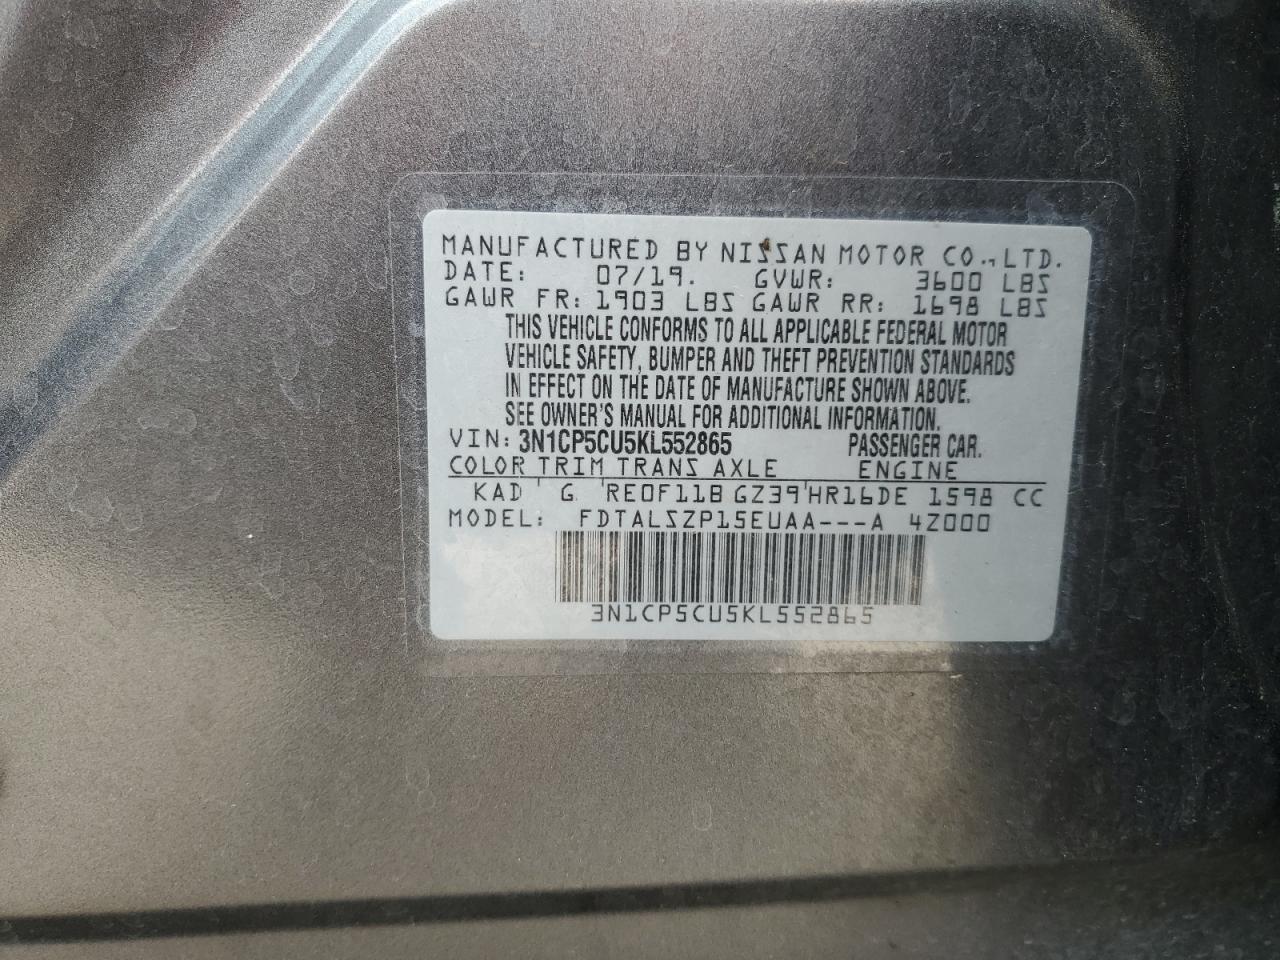 MANUFACTURED BY NISSAN MOTOR CO., LTD.
DATE: 07/19. GVWR: 3600 LBS
GAWR FR: 1903 LBS GAWR RR: 1698 LBS
THIS VEHICLE CONFORMS TO ALL APPLICABLE FEDERAL MOTOR
VEHICLE SAFETY, BUMPER AND THEFT PREVENTION STANDARDS
IN EFFECT ON THE DATE OF MANUFACTURE SHOWN ABOVE.
SEE OWNER'S MANUAL FOR ADDITIONAL INFORMATION.
VIN: 3N1CP5CU5KL552865 PASSENGER CAR.
COLOR TRIM TRANS AXLE ENGINE
KAD G RE0F11B GZ39 HR16DE 1598 CC
MODEL: FDTALSZP15EUAA---A 4Z000
3N1CP5CU5KL552865